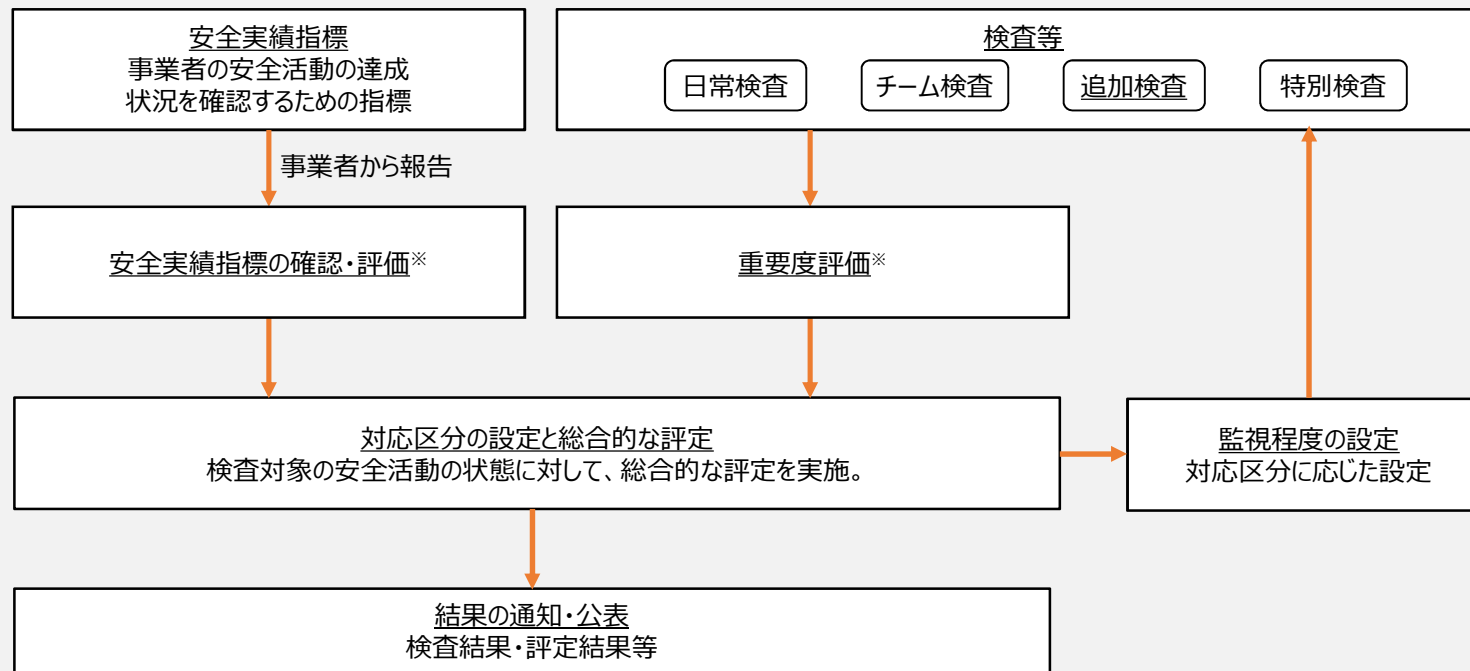 安全実績指標
事業者の安全活動の達成
状況を確認するための指標
検査等
日常検査
チーム検査
追加検査
特別検査
事業者から報告
安全実績指標の確認・評価※
重要度評価※
対応区分の設定と総合的な評定
検査対象の安全活動の状態に対して、総合的な評定を実施。
監視程度の設定
対応区分に応じた設定
結果の通知・公表
検査結果・評定結果等